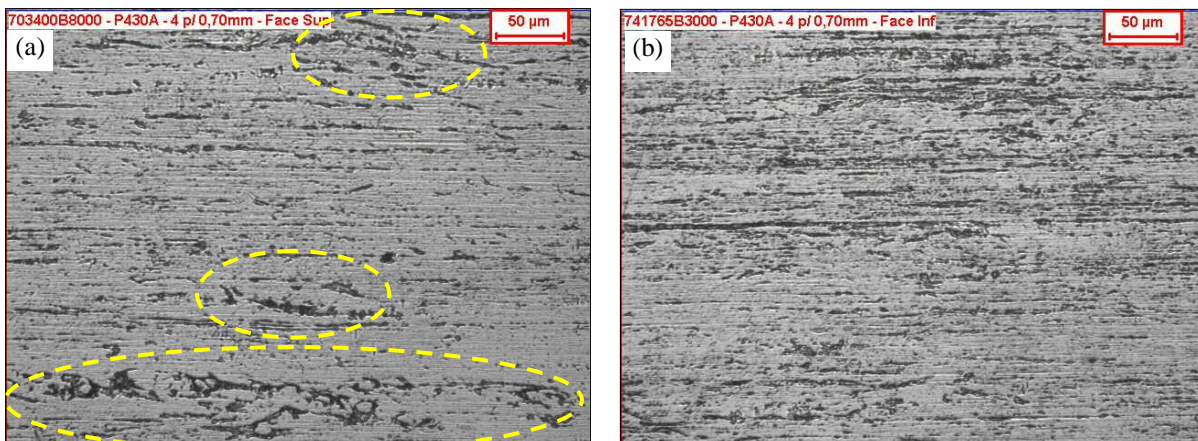 703400B8000 - P430A - 4 p/ 0,70mm - Face Sup
50 µm
(a)
741765B3000 - P430A - 4 p/ 0,70mm - Face Inf
50 µm
(b)